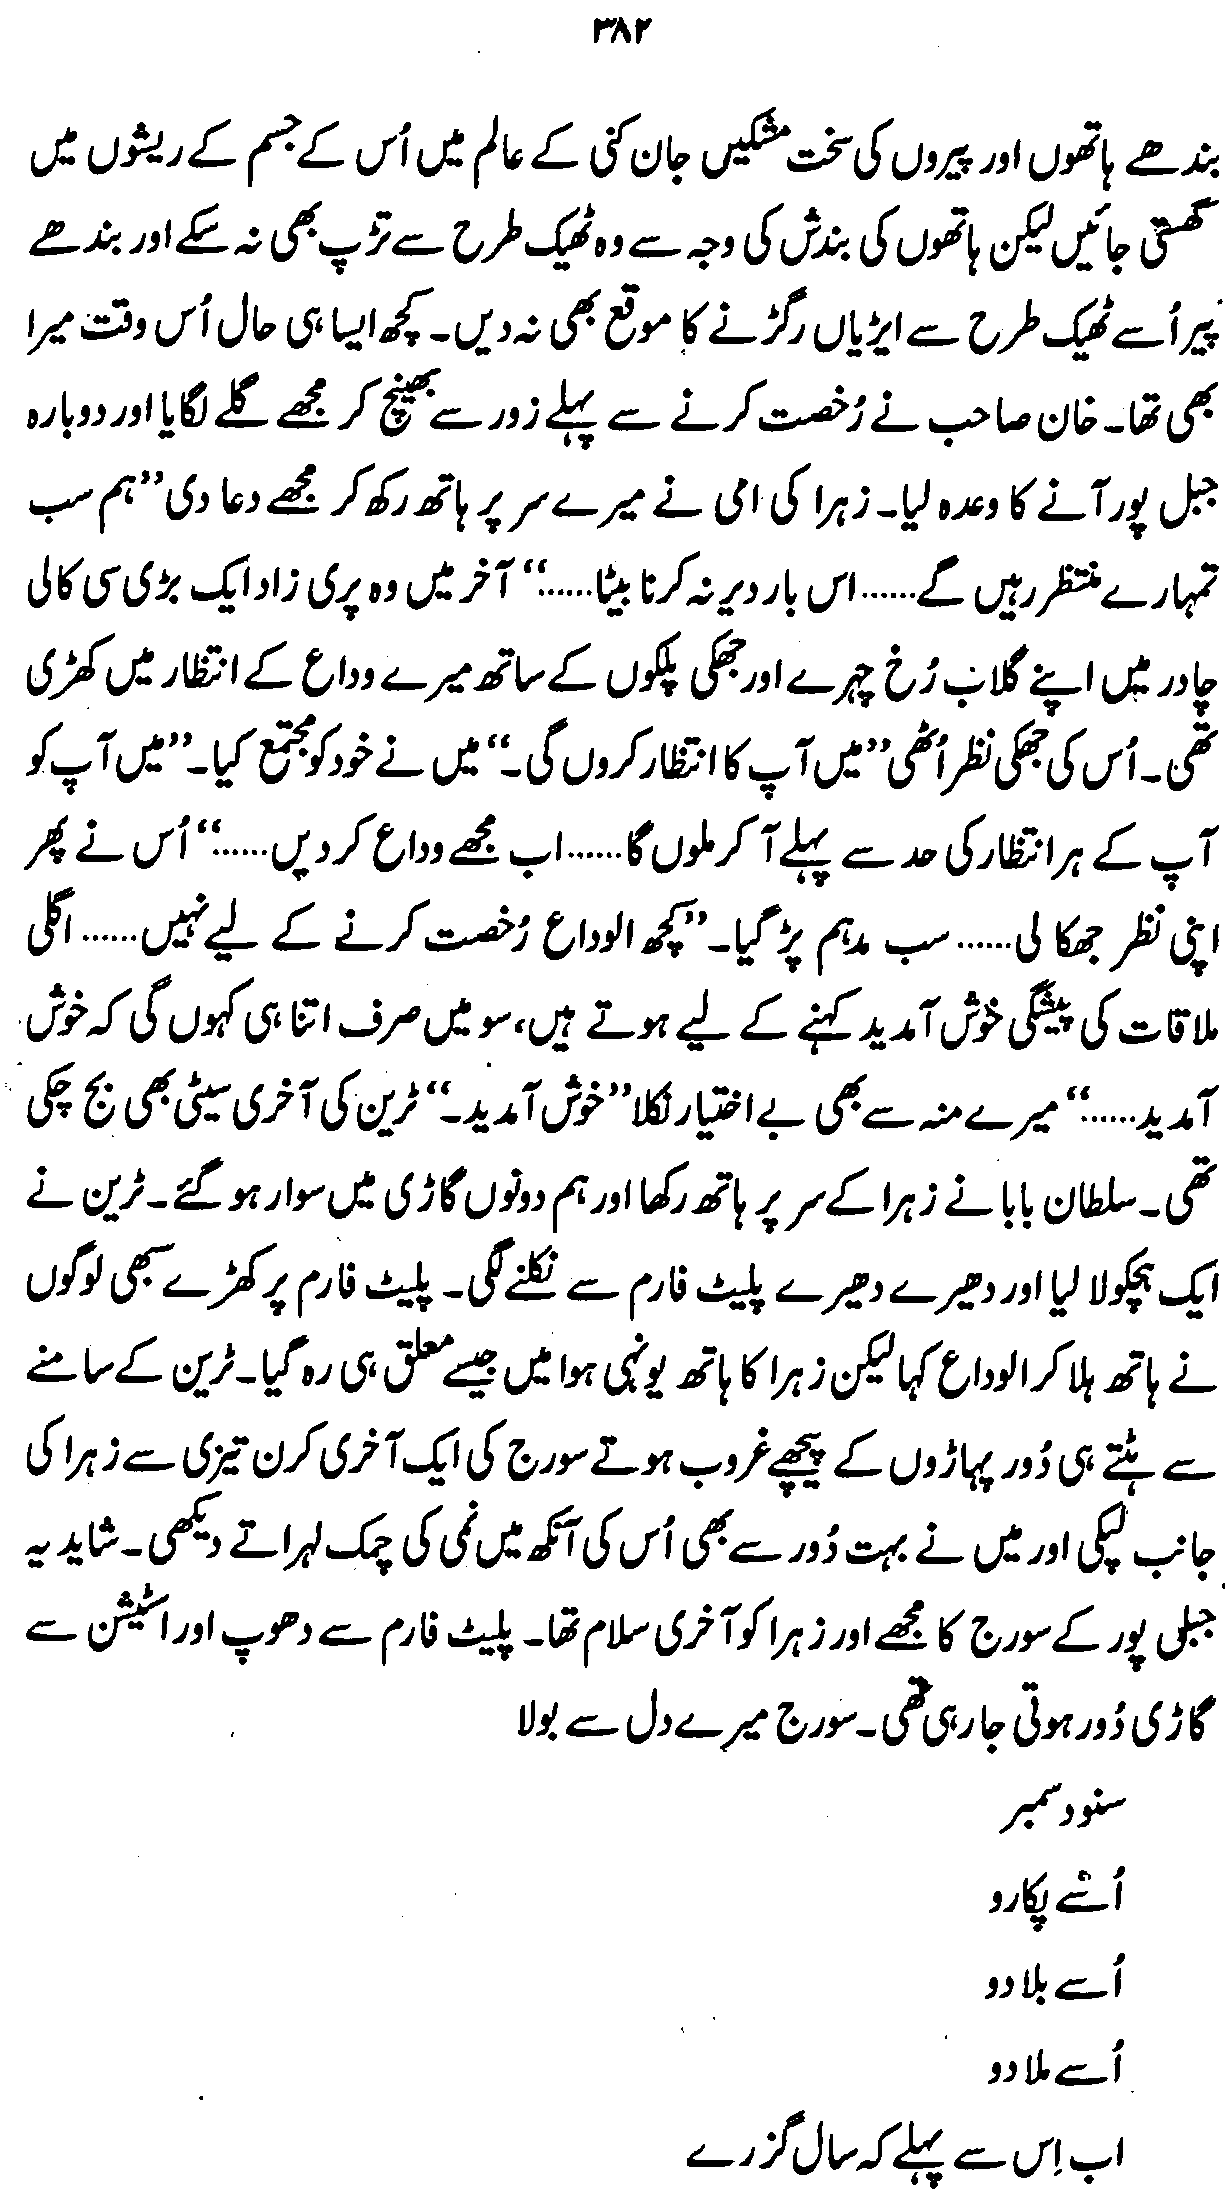 ۳۸۲
بندھے ہاتھوں اور پیروں کی سخت مشکیں جان کنی کے عالم میں اُس کے جسم کے ریشوں میں
گھستی جائیں لیکن ہاتھوں کی بندش کی وجہ سے وہ ٹھیک طرح سے تڑپ بھی نہ سکے اور بندھے
پیر اُسے ٹھیک طرح سے ایڑیاں رگڑنے کا موقع بھی نہ دیں۔ کچھ ایسا ہی حال اُس وقت میرا
بھی تھا۔ خان صاحب نے رُخصت کرنے سے پہلے زور سے بھینچ کر مجھے گلے لگایا اور دوبارہ
جبل پور آنے کا وعدہ لیا۔ زہرا کی امی نے میرے سر پر ہاتھ رکھ کر مجھے دعا دی ”ہم سب
تمہارے منتظر رہیں گے...... اس بار دیر نہ کرنا بیٹا......“ آخر میں وہ پری زاد ایک بڑی سی کالی
چادر میں اپنے گلاب رُخ چہرے اور جھکی پلکوں کے ساتھ میرے وداع کے انتظار میں کھڑی
تھی۔ اُس کی جھکی نظر اُٹھی ”میں آپ کا انتظار کروں گی۔“ میں نے خود کو مجتمع کیا۔ ”میں آپ کو
آپ کے ہر انتظار کی حد سے پہلے آ کر ملوں گا...... اب مجھے وداع کر دیں......“ اُس نے پھر
اپنی نظر جھکا لی...... سب مدہم پڑ گیا۔ ”کچھ الوداع رُخصت کرنے کے لیے نہیں...... اگلی
ملاقات کی پیشگی خوش آمدید کہنے کے لیے ہوتے ہیں، سو میں صرف اتنا ہی کہوں گی کہ خوش
آمدید......“ میرے منہ سے بھی بے اختیار نکلا ”خوش آمدید۔“ ٹرین کی آخری سیٹی بھی بج چکی
تھی۔ سلطان بابا نے زہرا کے سر پر ہاتھ رکھا اور ہم دونوں گاڑی میں سوار ہو گئے۔ ٹرین نے
ایک ہچکولا لیا اور دھیرے دھیرے پلیٹ فارم سے نکلنے لگی۔ پلیٹ فارم پر کھڑے سبھی لوگوں
نے ہاتھ ہلا کر الوداع کہا لیکن زہرا کا ہاتھ یونہی ہوا میں جیسے معلق ہی رہ گیا۔ ٹرین کے سامنے
سے ہٹتے ہی دُور پہاڑوں کے پیچھے غروب ہوتے سورج کی ایک آخری کرن تیزی سے زہرا کی
جانب لپکی اور میں نے بہت دُور سے بھی اُس کی آنکھ میں نمی کی چمک لہراتے دیکھی۔ شاید یہ
جبلی پور کے سورج کا مجھے اور زہرا کو آخری سلام تھا۔ پلیٹ فارم سے دھوپ اور اسٹیشن سے
گاڑی دُور ہوتی جا رہی تھی۔ سورج میرے دل سے بولا
سنو دسمبر
اُسے پکارو
اُسے بلا دو
اُسے ملا دو
اب اِس سے پہلے کہ سال گزرے